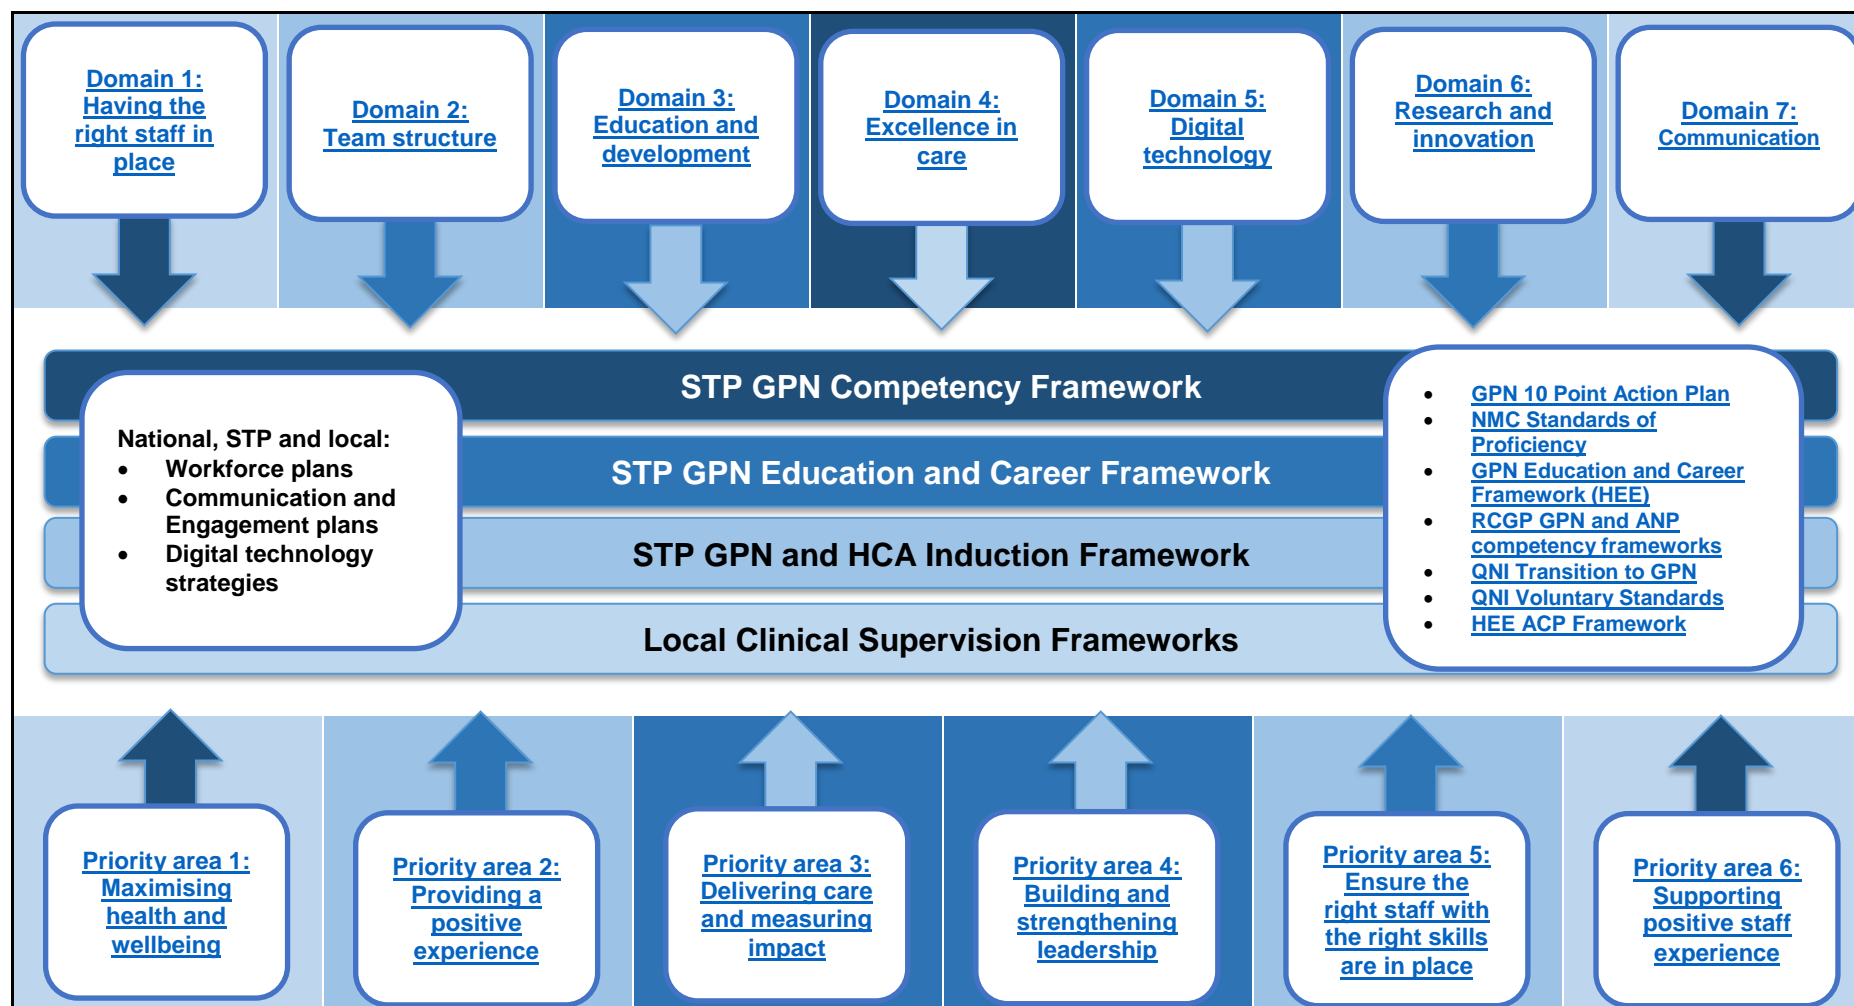 Domain 1:
Having the
right staff in
place
Domain 2:
Team structure
Domain 3:
Education and
development
Domain 4:
Excellence in
care
Domain 5:
Digital
technology
Domain 6:
Research and
innovation
Domain 7:
Communication
STP GPN Competency Framework
STP GPN Education and Career Framework
STP GPN and HCA Induction Framework
Local Clinical Supervision Frameworks
National, STP and local:
• Workforce plans
• Communication and
Engagement plans
• Digital technology
strategies
• GPN 10 Point Action Plan
• NMC Standards of
Proficiency
• GPN Education and Career
Framework (HEE)
• RCGP GPN and ANP
competency frameworks
• QNI Transition to GPN
• QNI Voluntary Standards
• HEE ACP Framework
Priority area 1:
Maximising
health and
wellbeing
Priority area 2:
Providing a
positive
experience
Priority area 3:
Delivering care
and measuring
impact
Priority area 4:
Building and
strengthening
leadership
Priority area 5:
Ensure the
right staff with
the right skills
are in place
Priority area 6:
Supporting
positive staff
experience